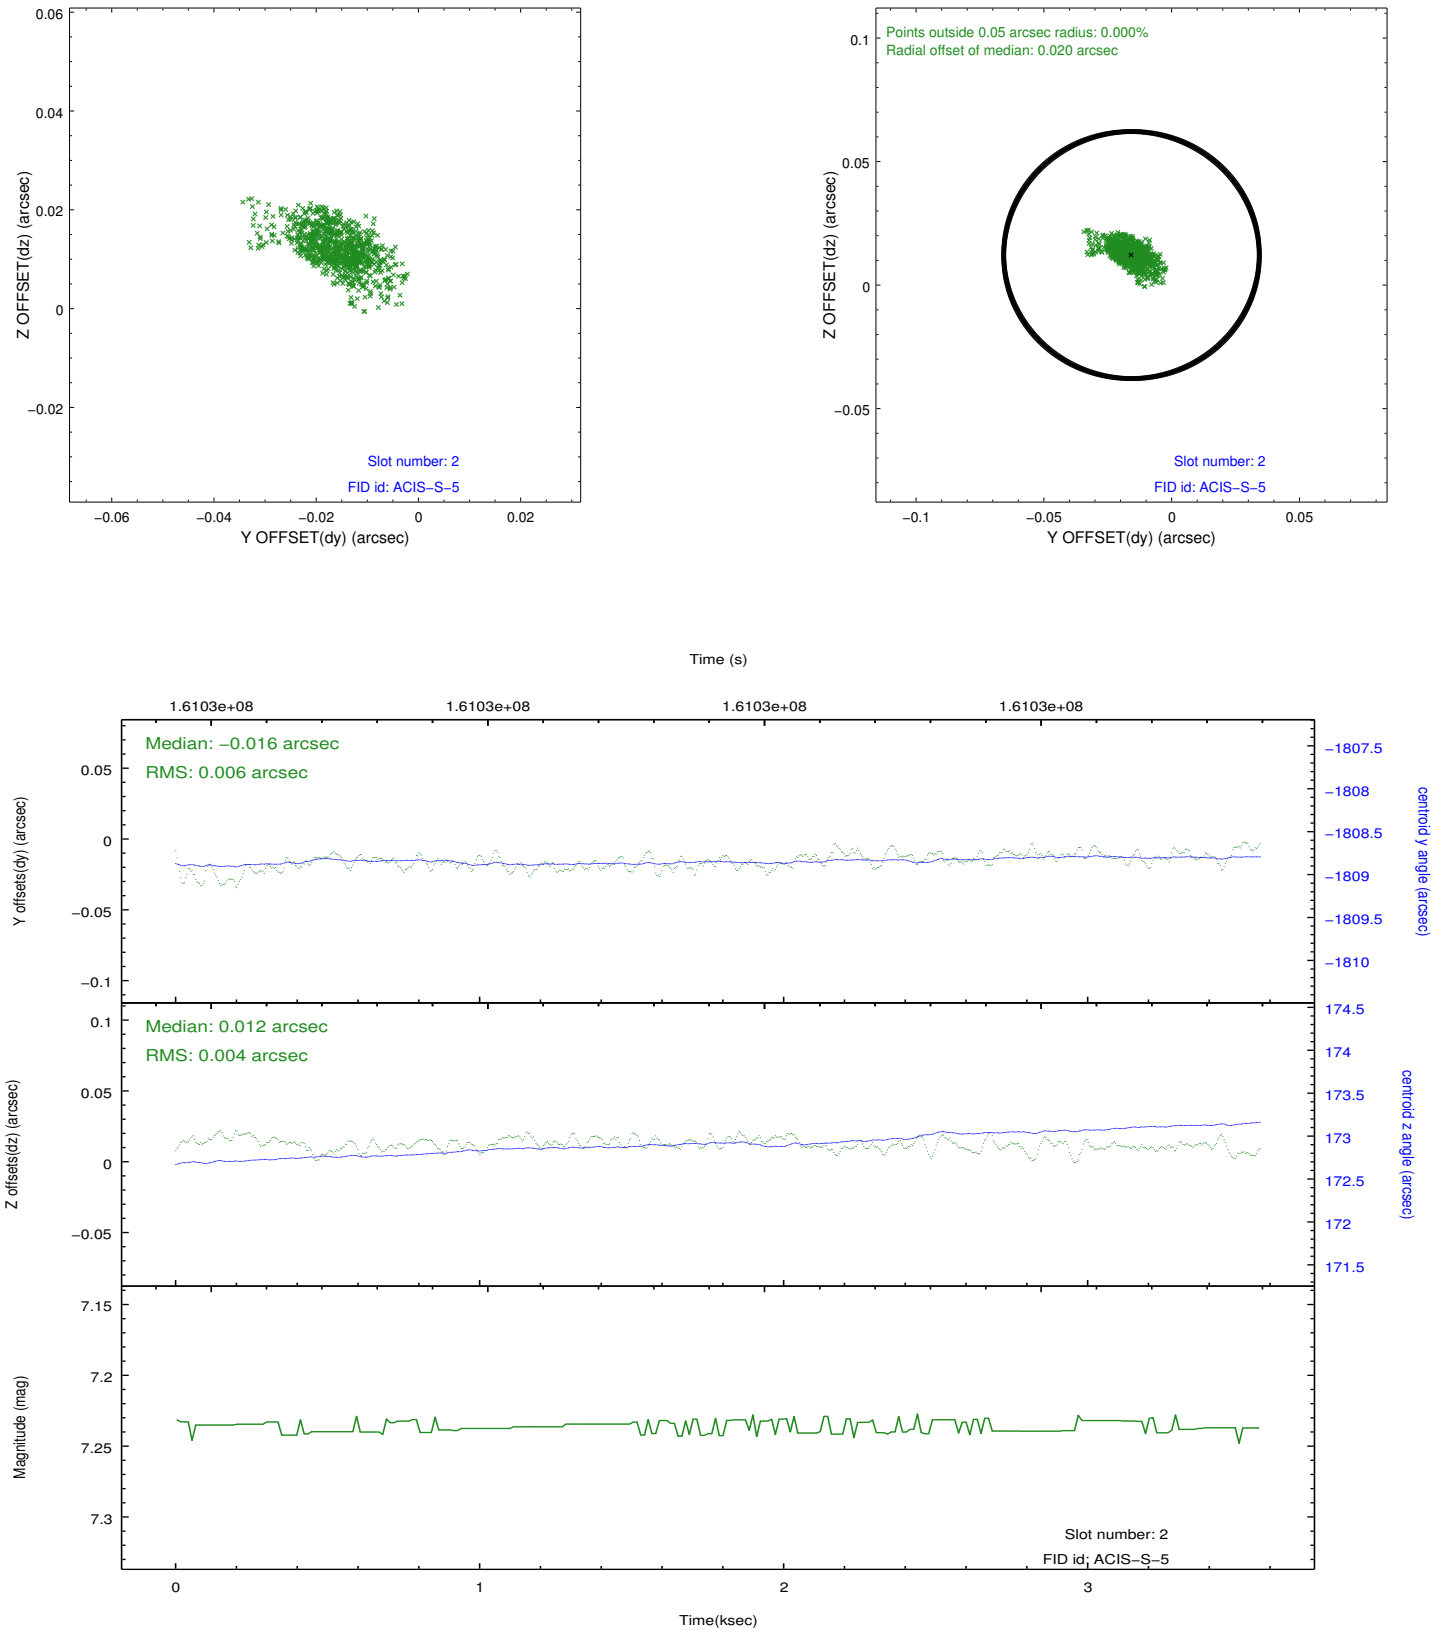 0.06
0.04
0.02
0
−0.02
Z OFFSET(dz) (arcsec)
Slot number: 2
FID id: ACIS−S−5
−0.06 −0.04 −0.02 0 0.02
Y OFFSET(dy) (arcsec)
Points outside 0.05 arcsec radius: 0.000%
Radial offset of median: 0.020 arcsec
0.1
0.05
0
−0.05
Z OFFSET(dz) (arcsec)
Slot number: 2
FID id: ACIS−S−5
−0.1 −0.05 0 0.05
Y OFFSET(dy) (arcsec)
Time (s)
1.6103e+08 1.6103e+08 1.6103e+08 1.6103e+08
Median: −0.016 arcsec
RMS: 0.006 arcsec
0.05
0
−0.05
−0.1
Y offsets(dy) (arcsec)
−1807.5
−1808
−1808.5
−1809
−1809.5
−1810
centroid y angle (arcsec)
Median: 0.012 arcsec
RMS: 0.004 arcsec
0.1
0.05
0
−0.05
Z offsets(dz) (arcsec)
174.5
174
173.5
173
172.5
172
171.5
centroid z angle (arcsec)
7.15
7.2
7.25
7.3
Magnitude (mag)
Slot number: 2
FID id: ACIS−S−5
0 1 2 3
Time(ksec)